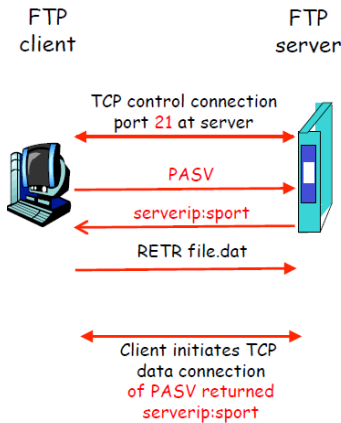 FTP
client
FTP
server
TCP control connection
port 21 at server
PASV
serverip:sport
RETR file.dat
Client initiates TCP
data connection
of PASV returned
serverip:sport